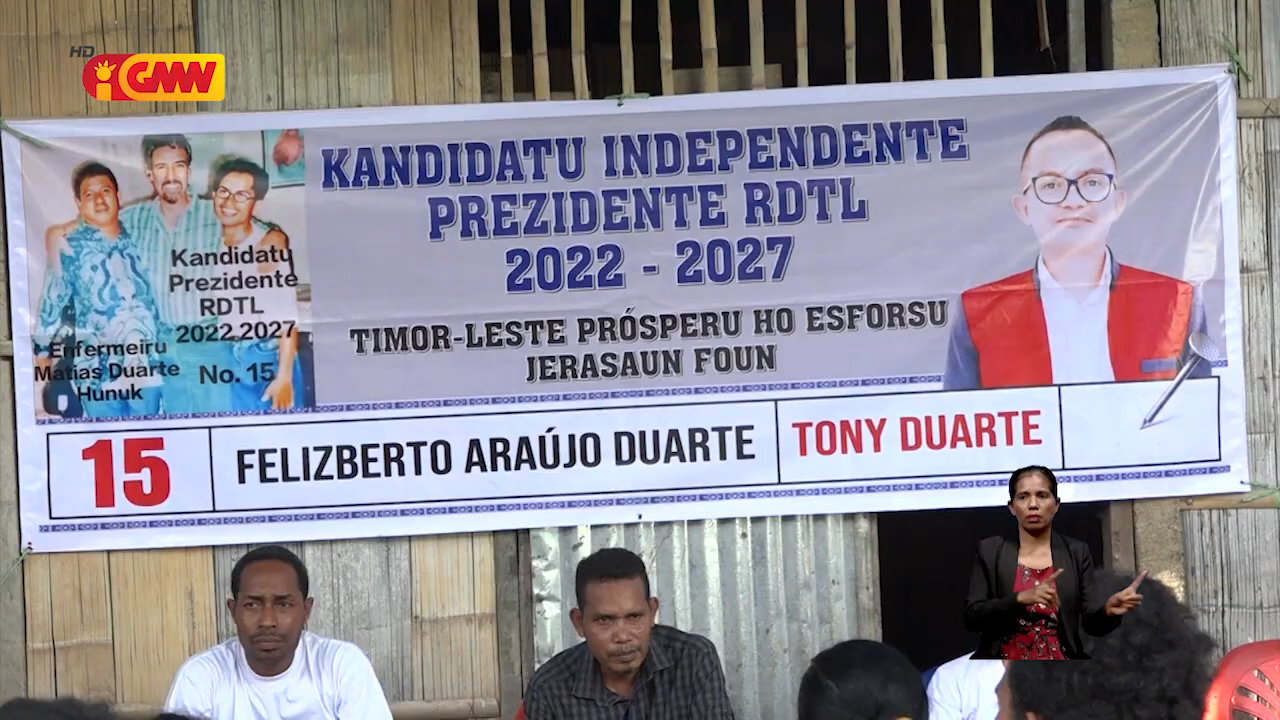 HD
GMN
KANDIDATU INDEPENDENTE
PREZIDENTE RDTL
2022 - 2027
TIMOR-LESTE PRÓSPERU HO ESFORSU
JERASAUN FOUN
Kandidatu
Prezidente
RDTL
2022.2027
No. 15
Enfermeiru
Matias Duarte
Hunuk
15
FELIZBERTO ARAÚJO DUARTE
TONY DUARTE